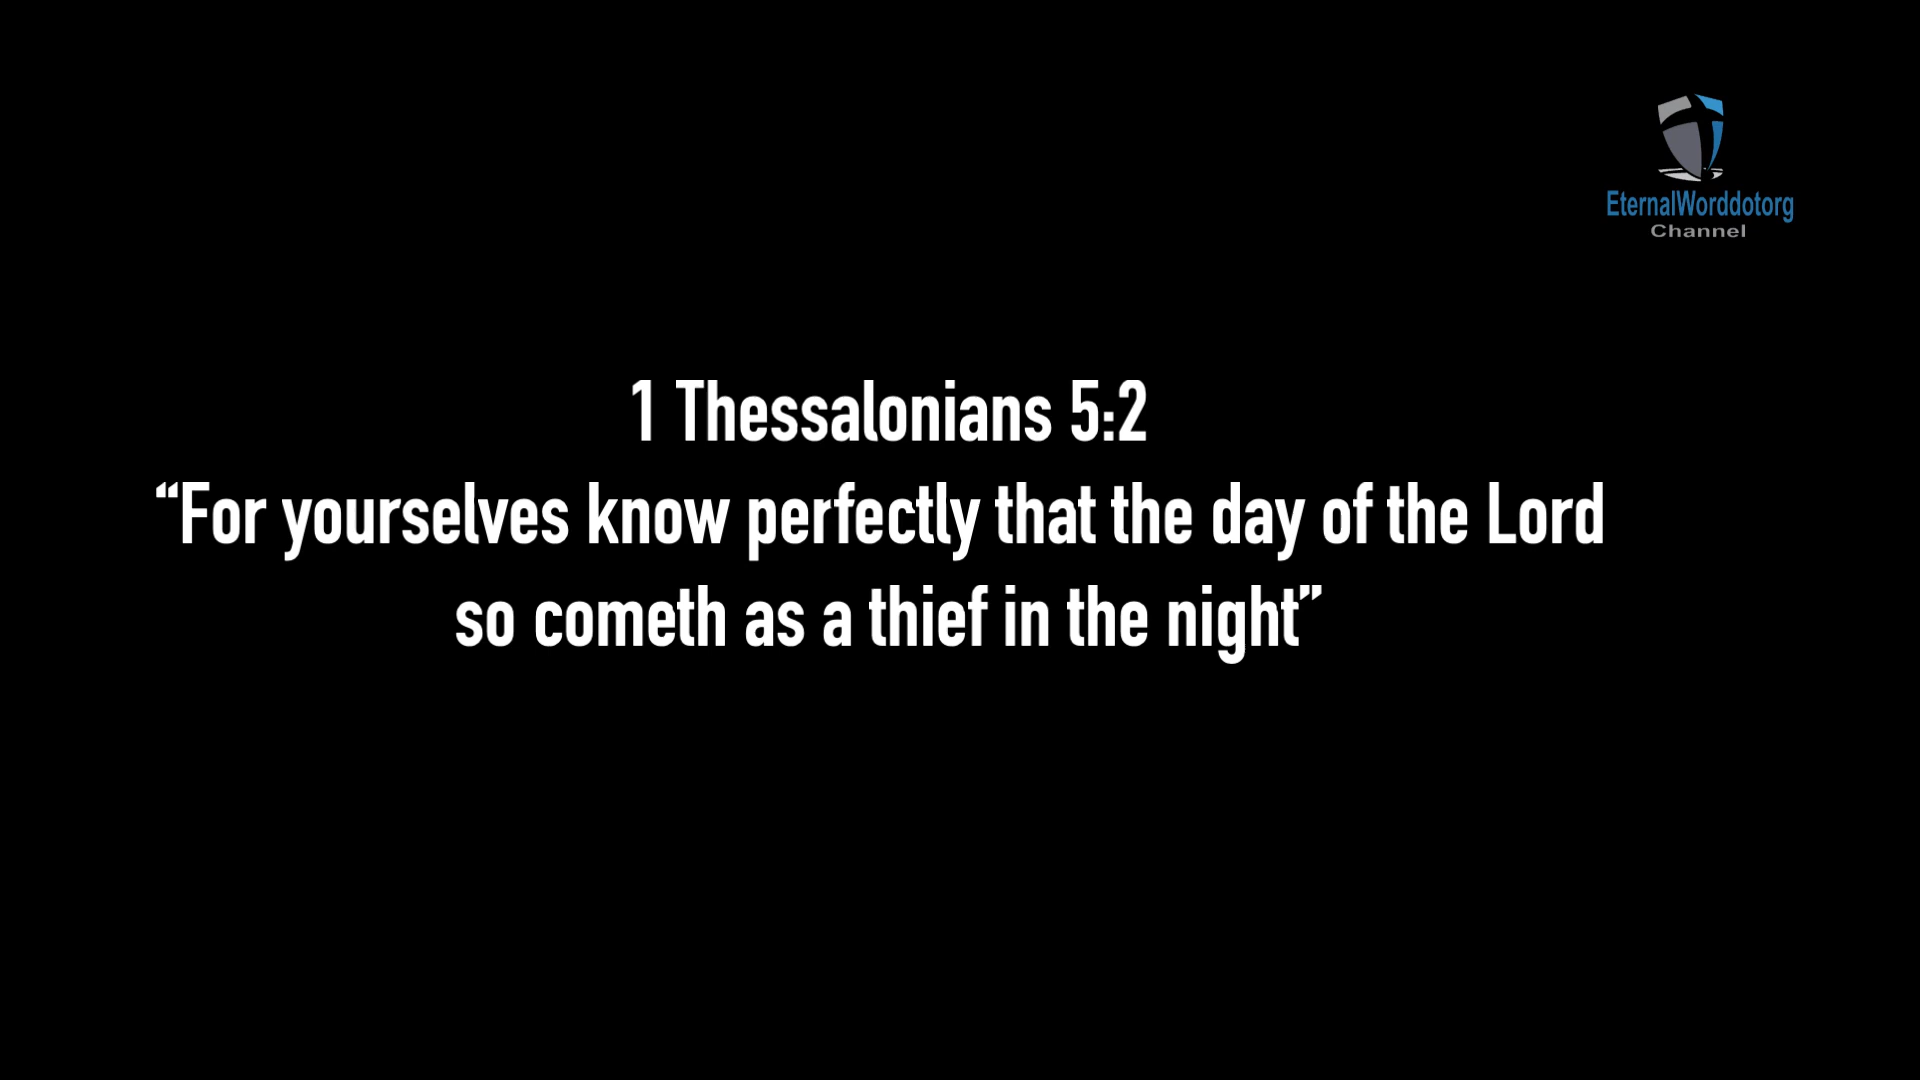 EternalWorddotorg
Channel
1 Thessalonians 5:2
“For yourselves know perfectly that the day of the Lord
so cometh as a thief in the night”